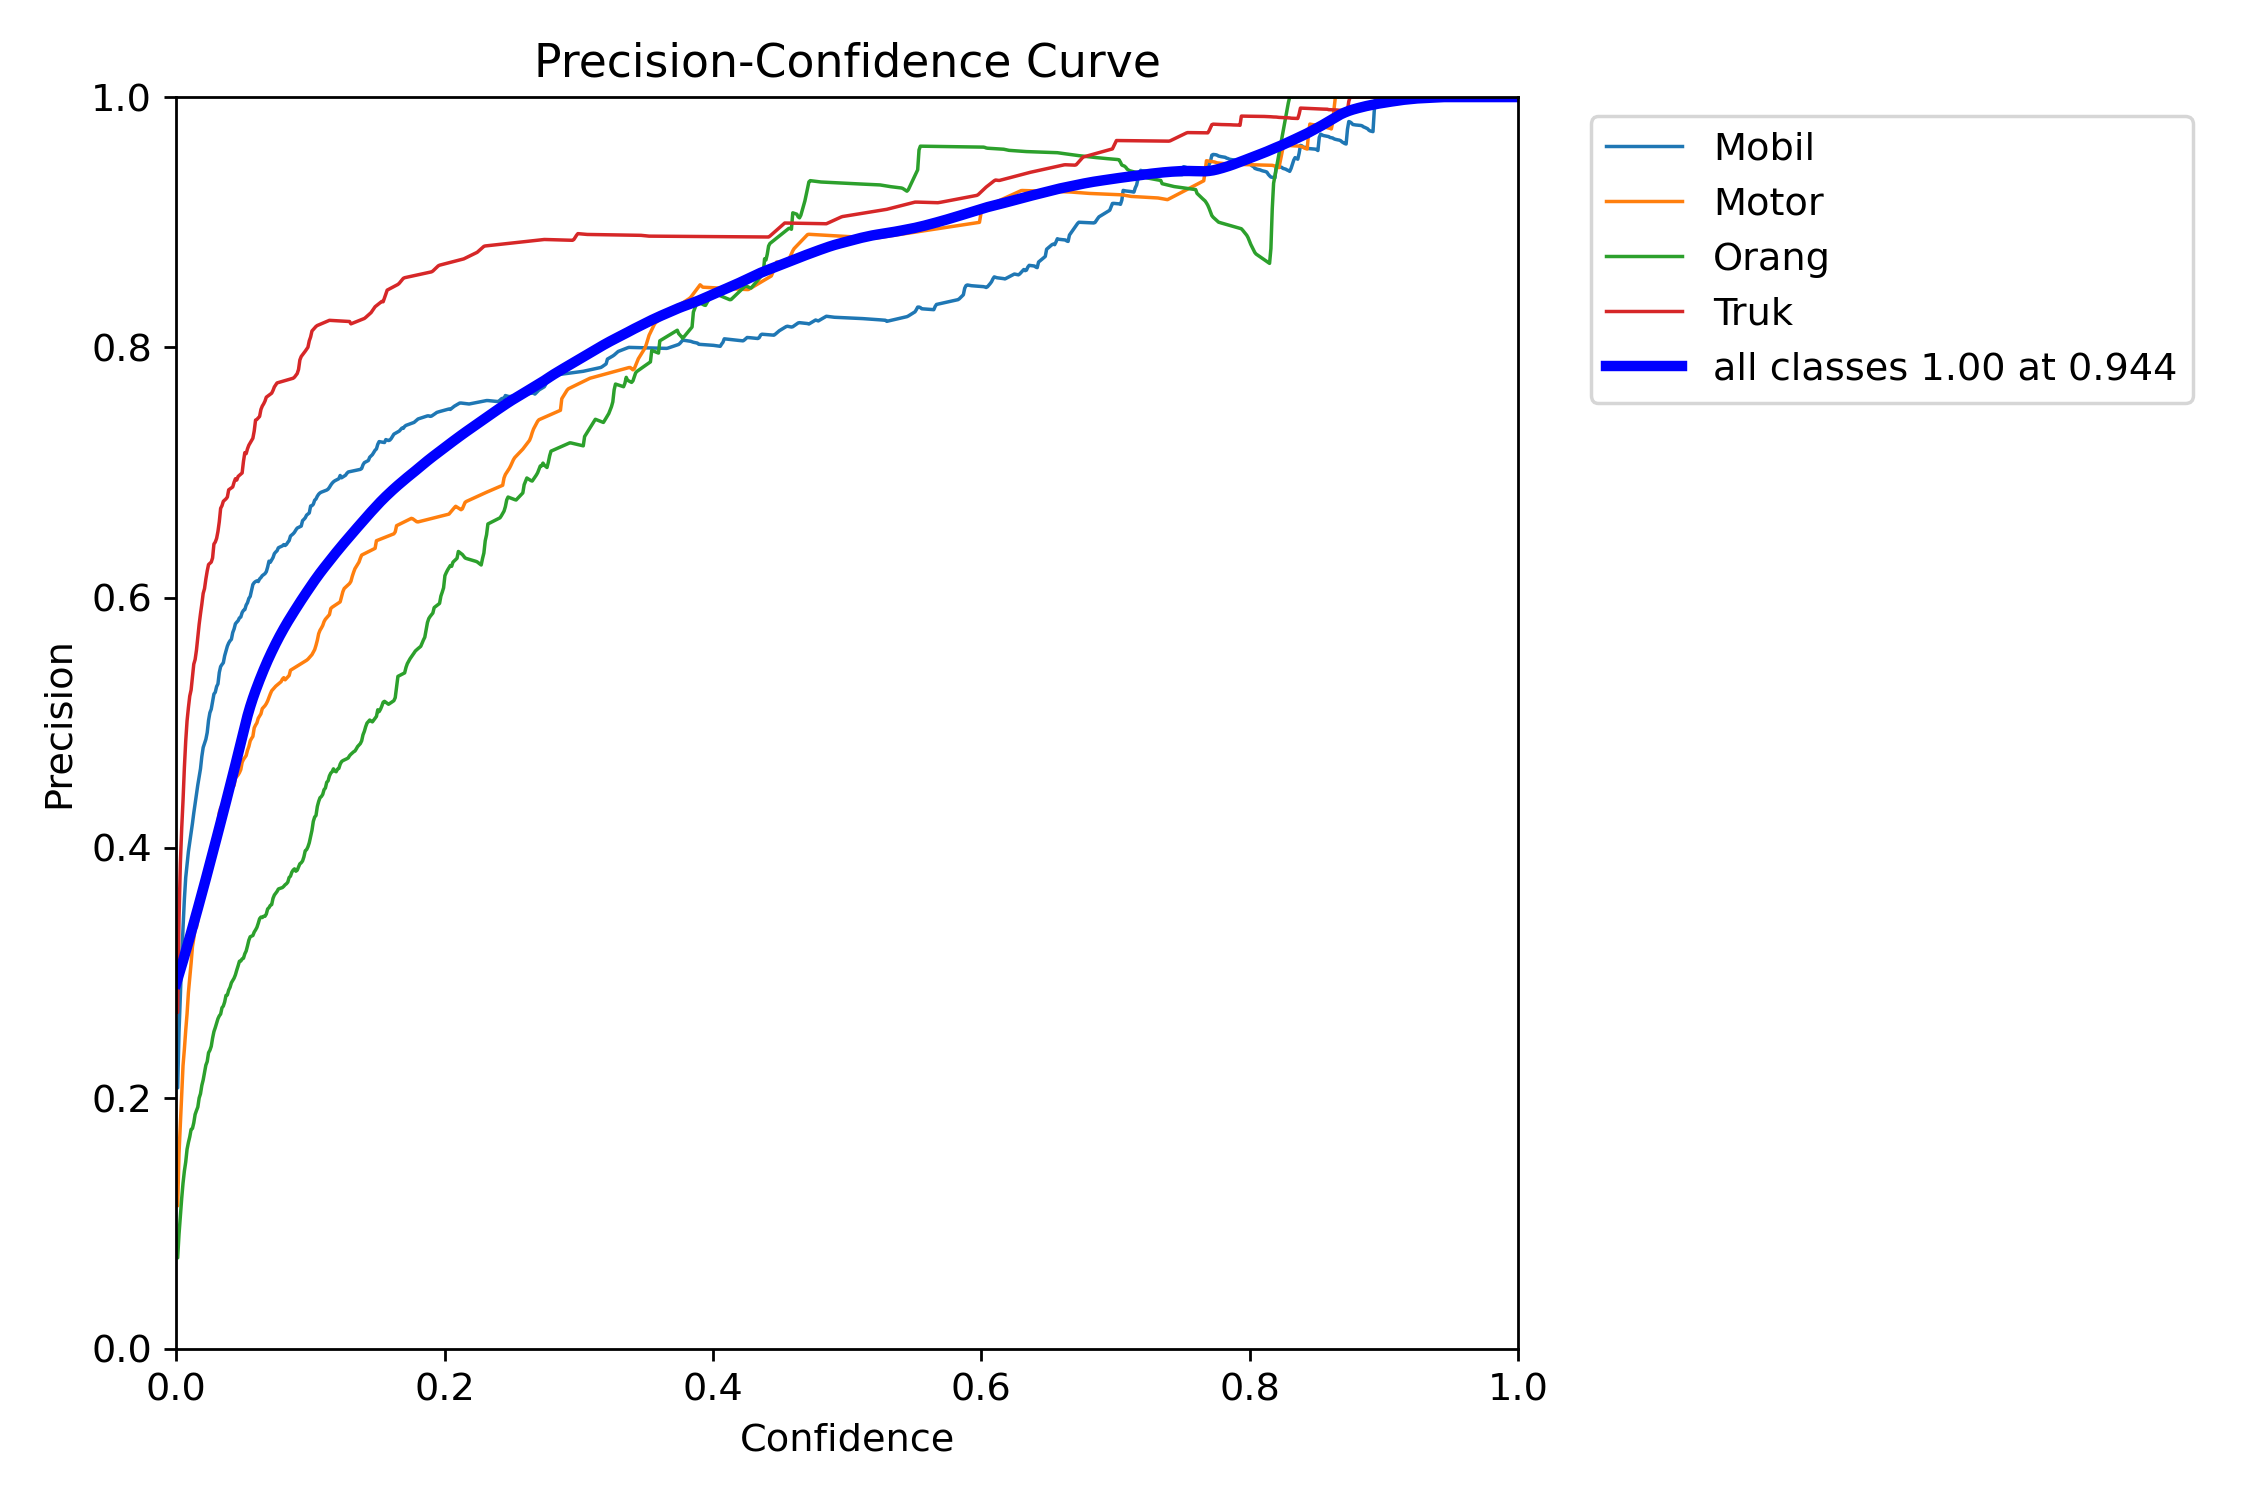 Precision-Confidence Curve
1.0
0.8
0.6
0.4
0.2
0.0
Precision
0.0 0.2 0.4 0.6 0.8 1.0
Confidence
Mobil
Motor
Orang
Truk
all classes 1.00 at 0.944